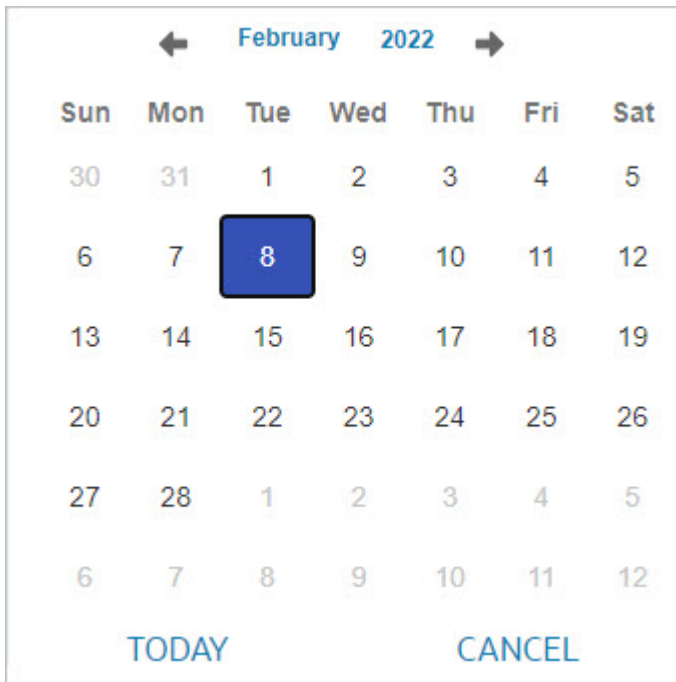 February 2022
Sun Mon Tue Wed Thu Fri Sat
30 31 1 2 3 4 5
6 7 8 9 10 11 12
13 14 15 16 17 18 19
20 21 22 23 24 25 26
27 28 1 2 3 4 5
6 7 8 9 10 11 12
TODAY CANCEL